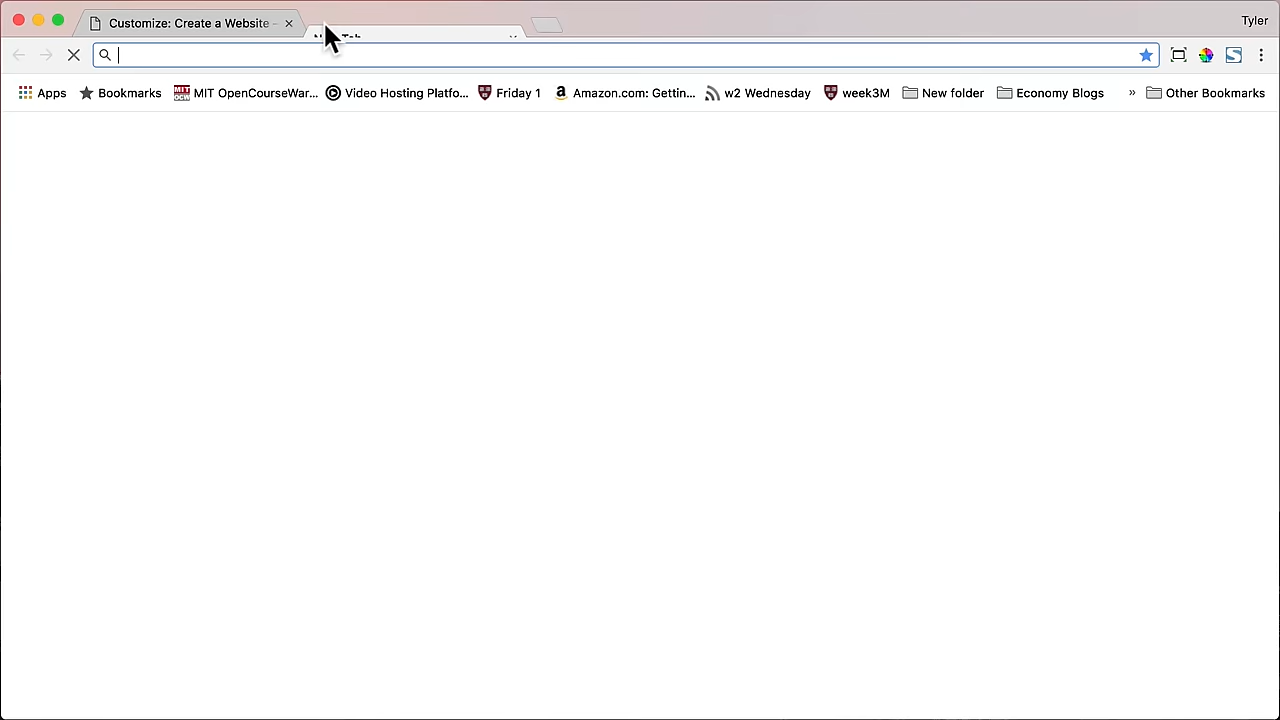 Customize: Create a Website –
Tyler
Apps
Bookmarks
MIT OpenCourseWar...
Video Hosting Platfo...
Friday 1
Amazon.com: Gettin...
w2 Wednesday
week3M
New folder
Economy Blogs
»
Other Bookmarks